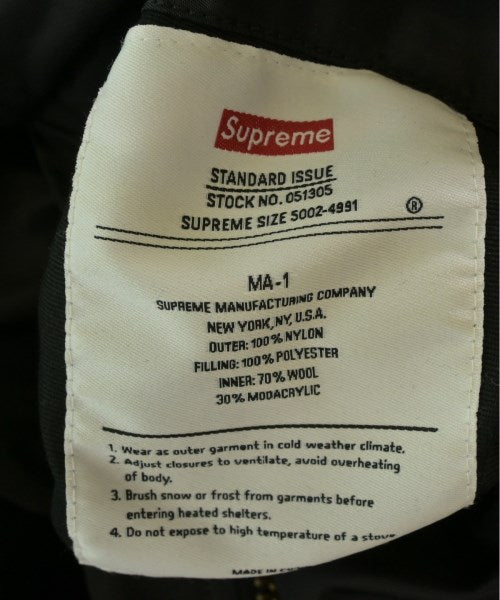 Supreme
STANDARD ISSUE
STOCK NO. 051305
SUPREME SIZE 5002-4991 ®
MA-1
SUPREME MANUFACTURING COMPANY
NEW YORK, NY, U.S.A.
OUTER: 100% NYLON
FILLING: 100% POLYESTER
INNER: 70% WOOL
30% MODACRYLIC
1. Wear as outer garment in cold weather climate.
2. Adjust closures to ventilate, avoid overheating
of body.
3. Brush snow or frost from garments before
entering heated shelters.
4. Do not expose to high temperature of a stove
MADE IN